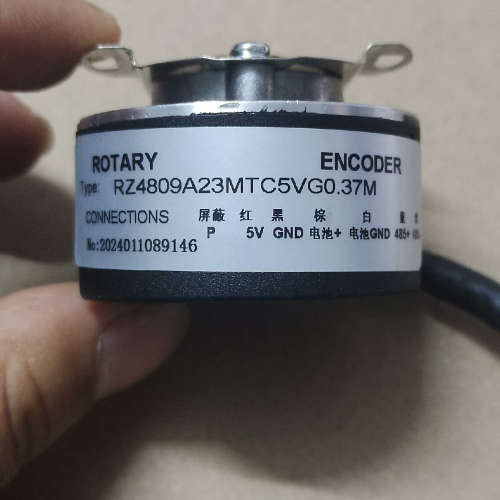 ROTARY ENCODER
Type: RZ4809A23MTC5VG0.37M
CONNECTIONS 屏蔽 红 黑 棕 白
P 5V GND 电池+ 电池GND 485+
No:2024011089146